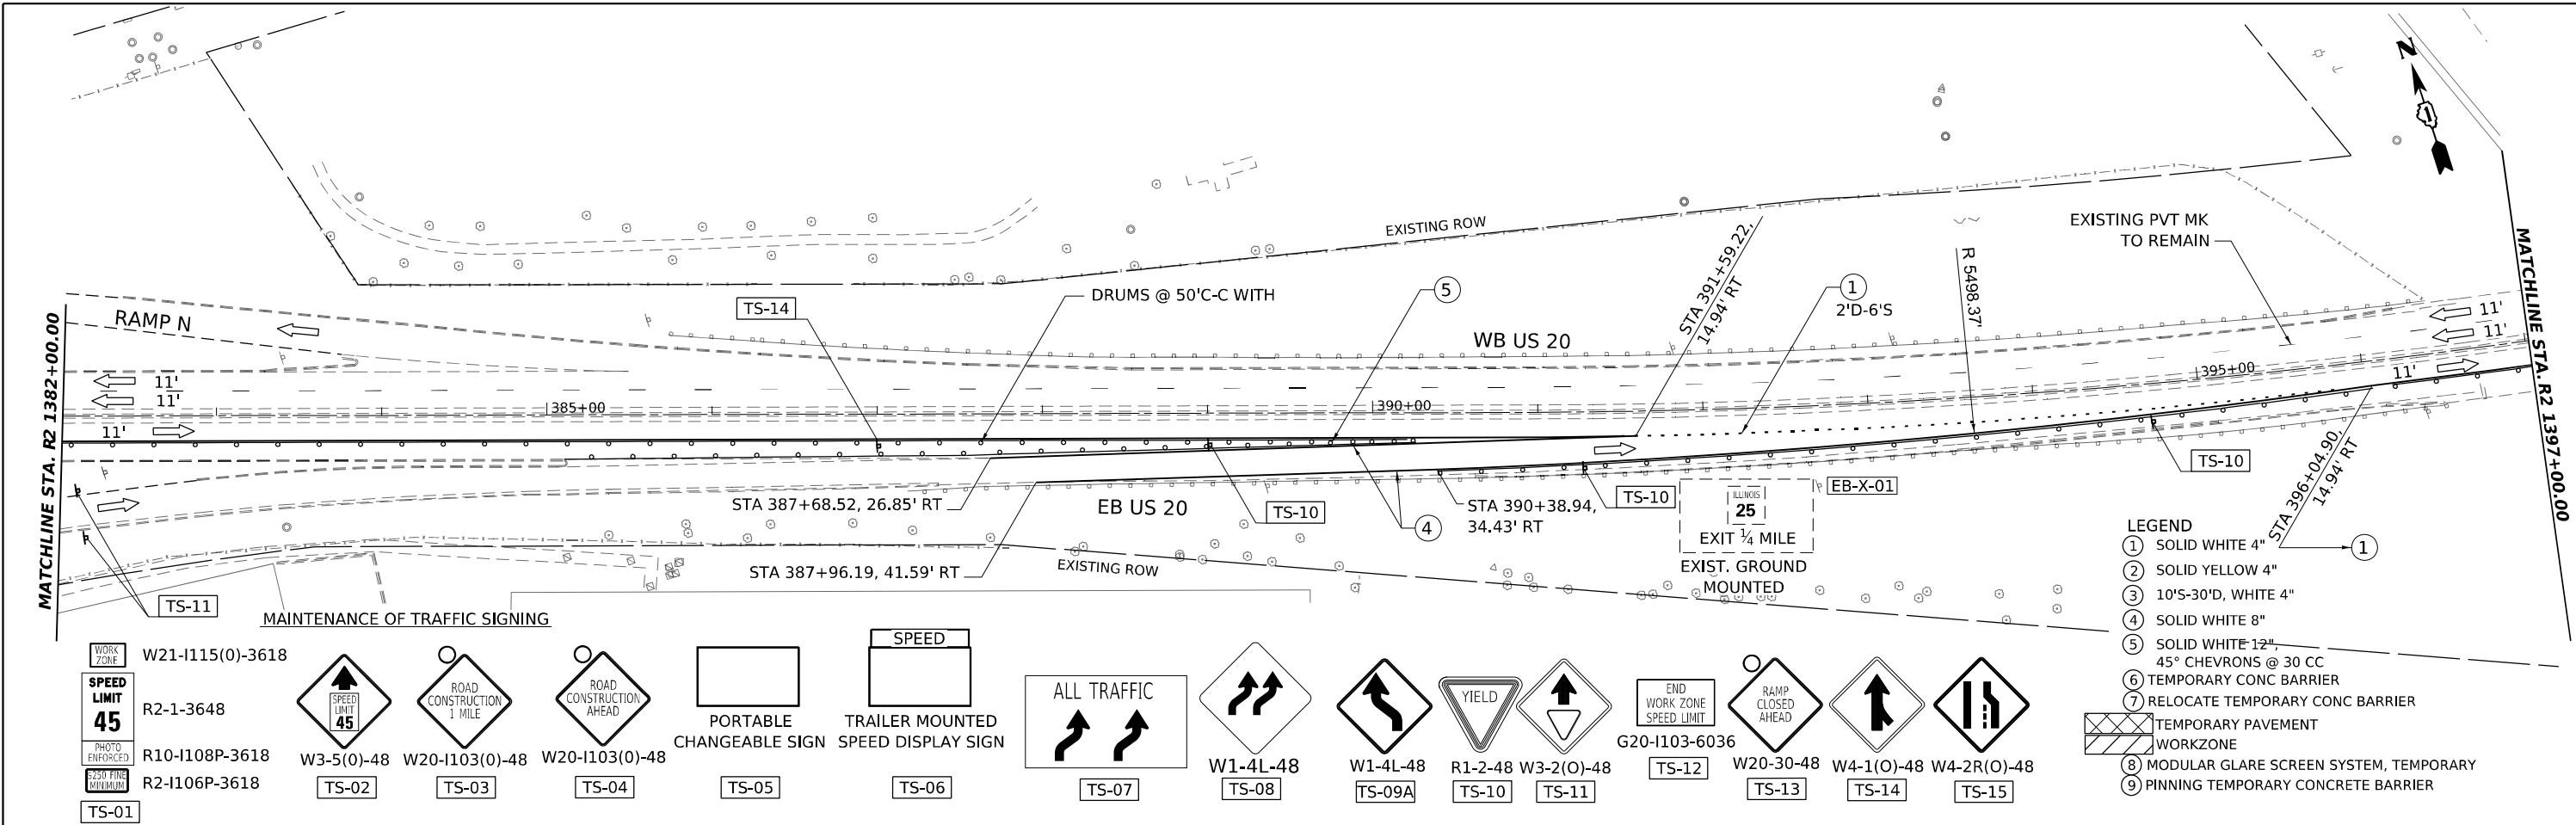 N
EXISTING PVT MK
TO REMAIN
EXISTING ROW
STA 391+59.22,
14.94' RT
R 5498.37'
1
2'D-6'S
DRUMS @ 50'C-C WITH
5
TS-14
RAMP N
WB US 20
MATCHLINE STA. R2 1382+00.00
MATCHLINE STA. R2 1397+00.00
11'
11'
11'
11'
11'
11'
385+00
390+00
395+00
STA 387+68.52, 26.85' RT
EB US 20
TS-10
4
STA 390+38.94,
34.43' RT
TS-10
ILLINOIS
25
EXIT 1/4 MILE
EXIST. GROUND
MOUNTED
EB-X-01
TS-10
STA 396+04.90,
14.94' RT
1
STA 387+96.19, 41.59' RT
EXISTING ROW
TS-11
MAINTENANCE OF TRAFFIC SIGNING
WORK
ZONE
W21-I115(0)-3618
SPEED
LIMIT
45
R2-1-3648
PHOTO
ENFORCED
R10-I108P-3618
$250 FINE
MINIMUM
R2-I106P-3618
TS-01
SPEED
LIMIT
45
W3-5(0)-48
TS-02
ROAD
CONSTRUCTION
1 MILE
W20-I103(0)-48
TS-03
ROAD
CONSTRUCTION
AHEAD
W20-I103(0)-48
TS-04
PORTABLE
CHANGEABLE SIGN
TS-05
SPEED
TRAILER MOUNTED
SPEED DISPLAY SIGN
TS-06
ALL TRAFFIC
TS-07
W1-4L-48
TS-08
W1-4L-48
TS-09A
YIELD
R1-2-48
TS-10
W3-2(O)-48
TS-11
END
WORK ZONE
SPEED LIMIT
G20-I103-6036
TS-12
RAMP
CLOSED
AHEAD
W20-30-48
TS-13
W4-1(O)-48
TS-14
W4-2R(O)-48
TS-15
LEGEND
1 SOLID WHITE 4"
2 SOLID YELLOW 4"
3 10'S-30'D, WHITE 4"
4 SOLID WHITE 8"
5 SOLID WHITE 12",
45° CHEVRONS @ 30 CC
6 TEMPORARY CONC BARRIER
7 RELOCATE TEMPORARY CONC BARRIER
TEMPORARY PAVEMENT
WORKZONE
8 MODULAR GLARE SCREEN SYSTEM, TEMPORARY
9 PINNING TEMPORARY CONCRETE BARRIER